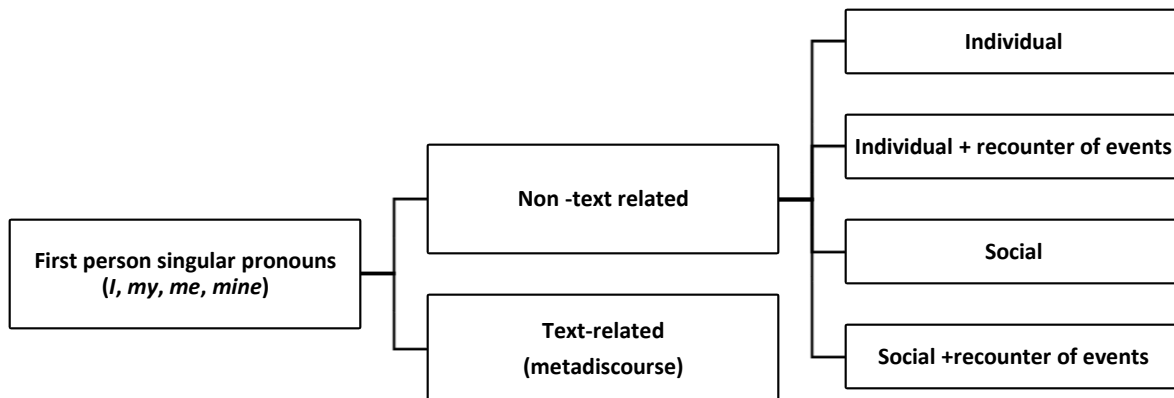 First person singular pronouns
(I, my, me, mine)
Non -text related
Text-related
(metadiscourse)
Individual
Individual + recounter of events
Social
Social +recounter of events